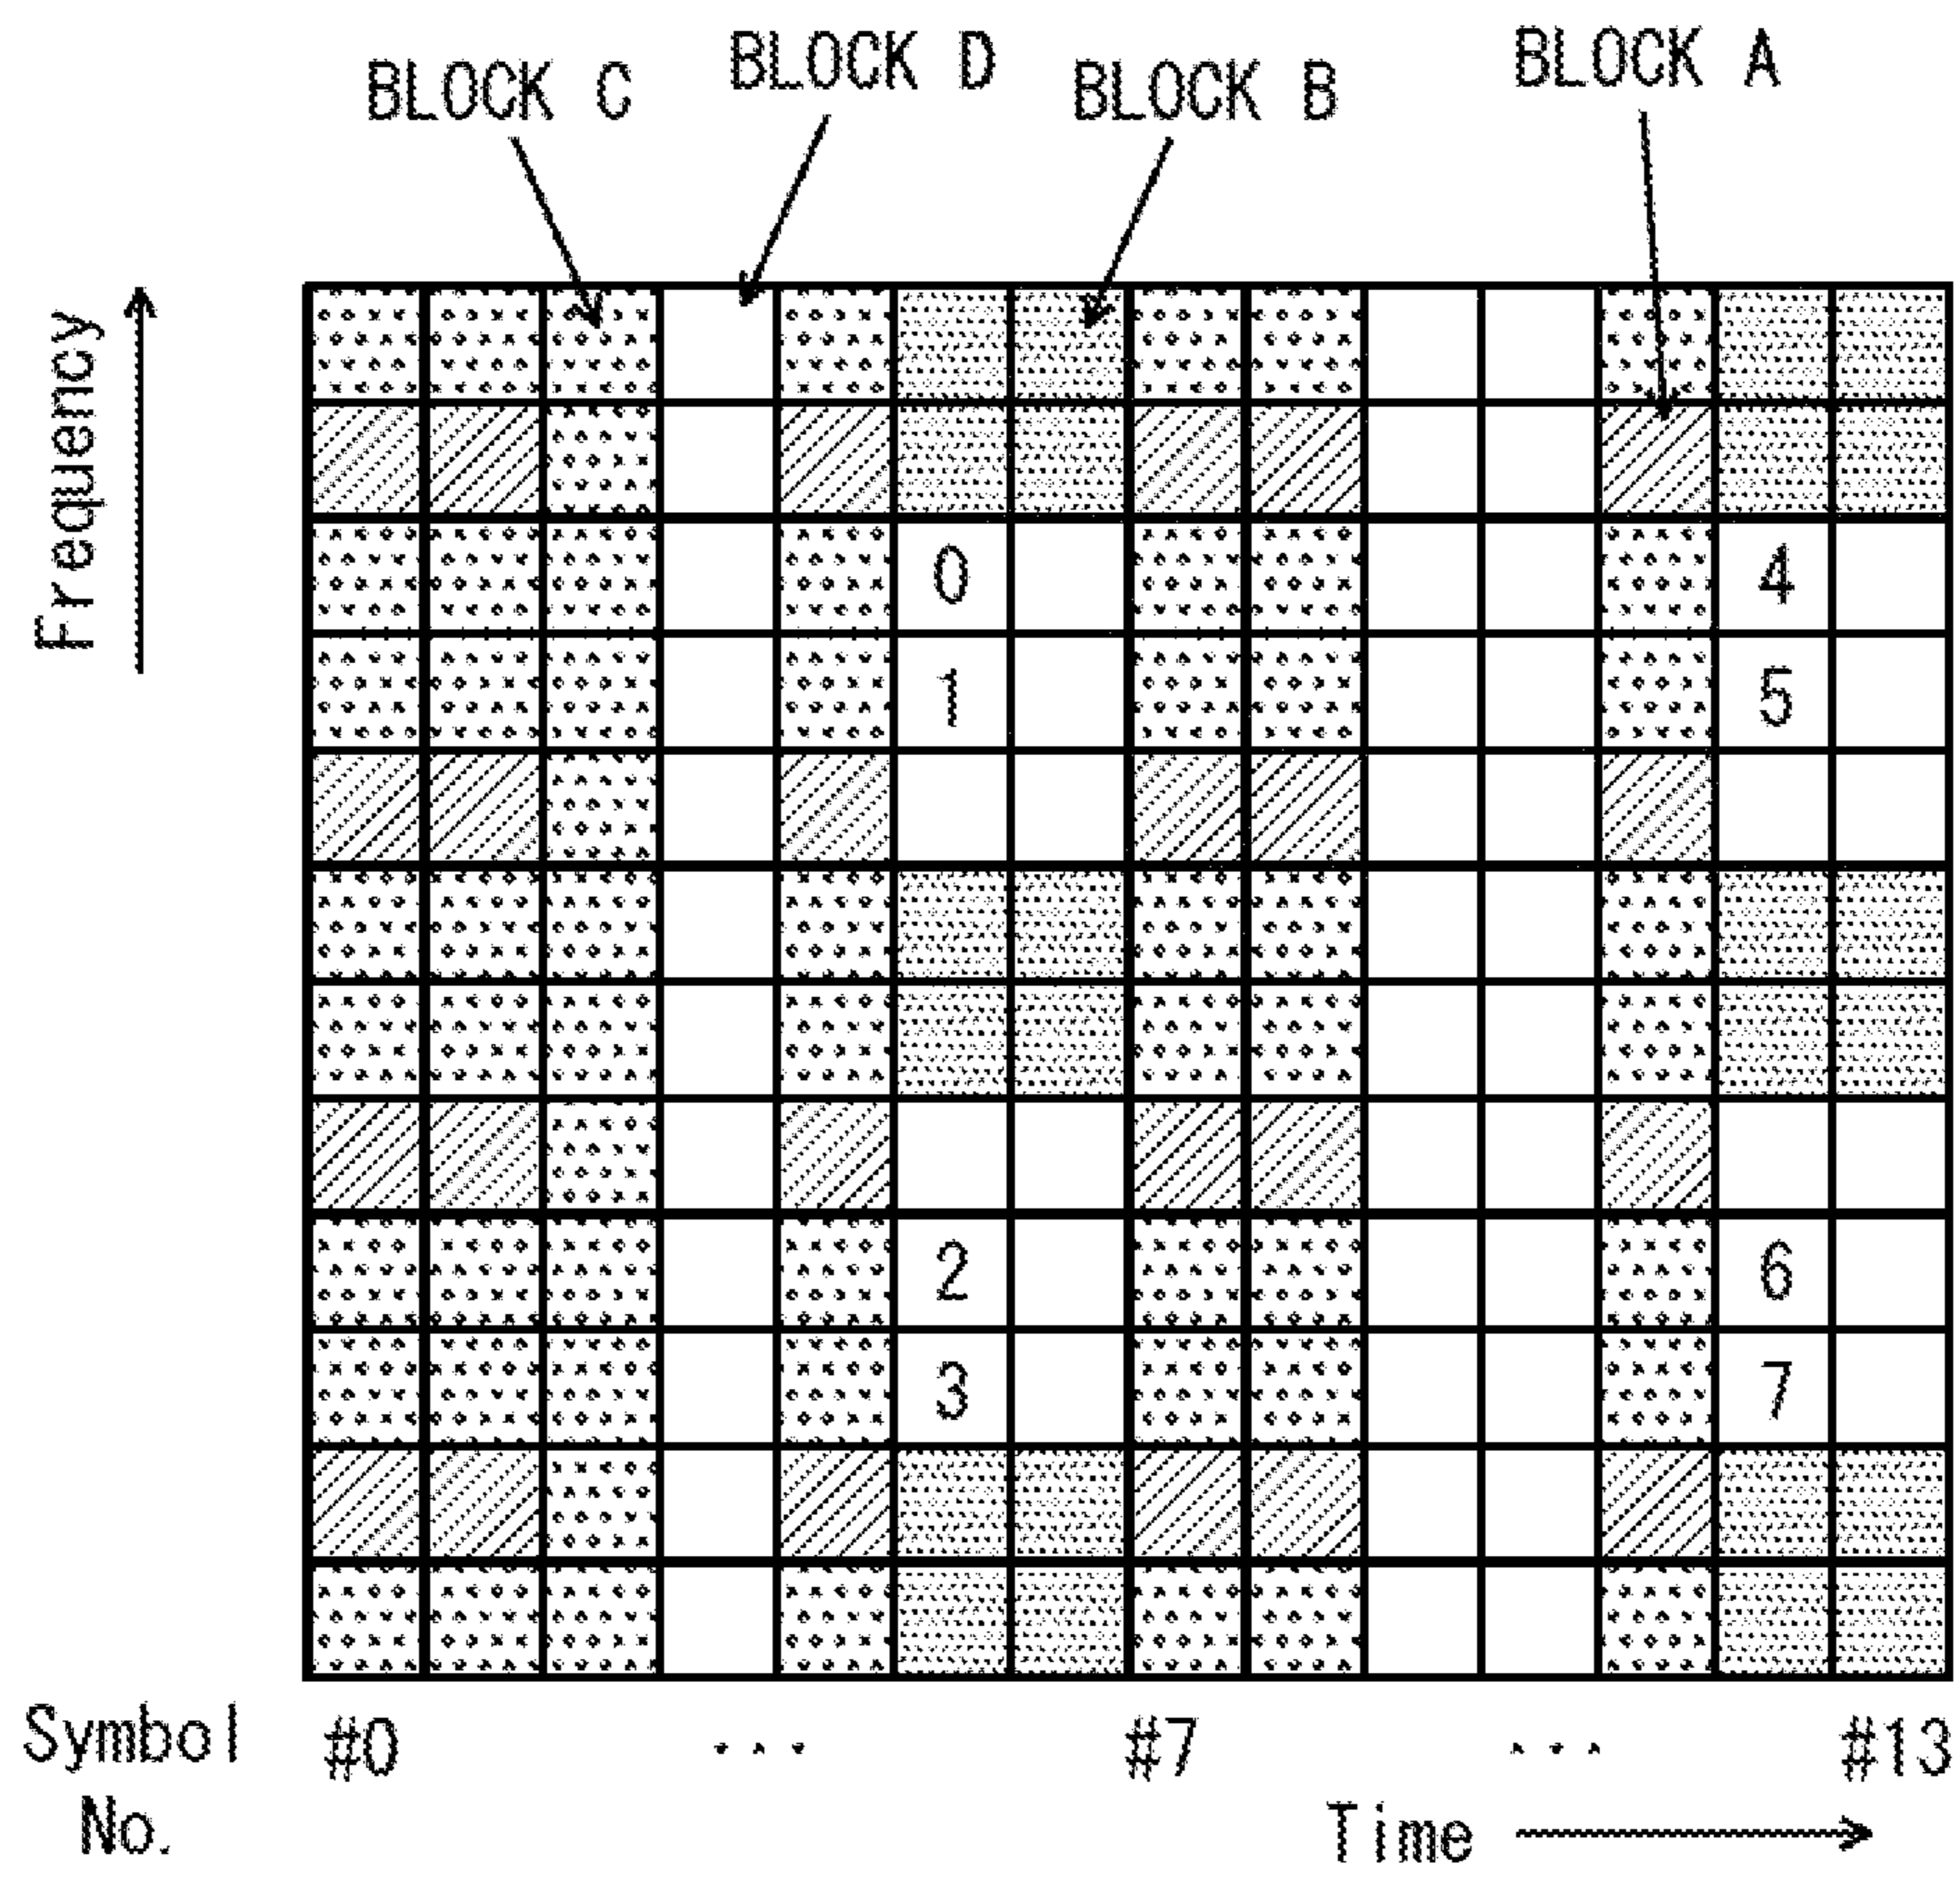 BLOCK C BLOCK D BLOCK B BLOCK A
Frequency
0 4
1 5
2 6
3 7
Symbol No. #0 ... #7 ... #13
Time